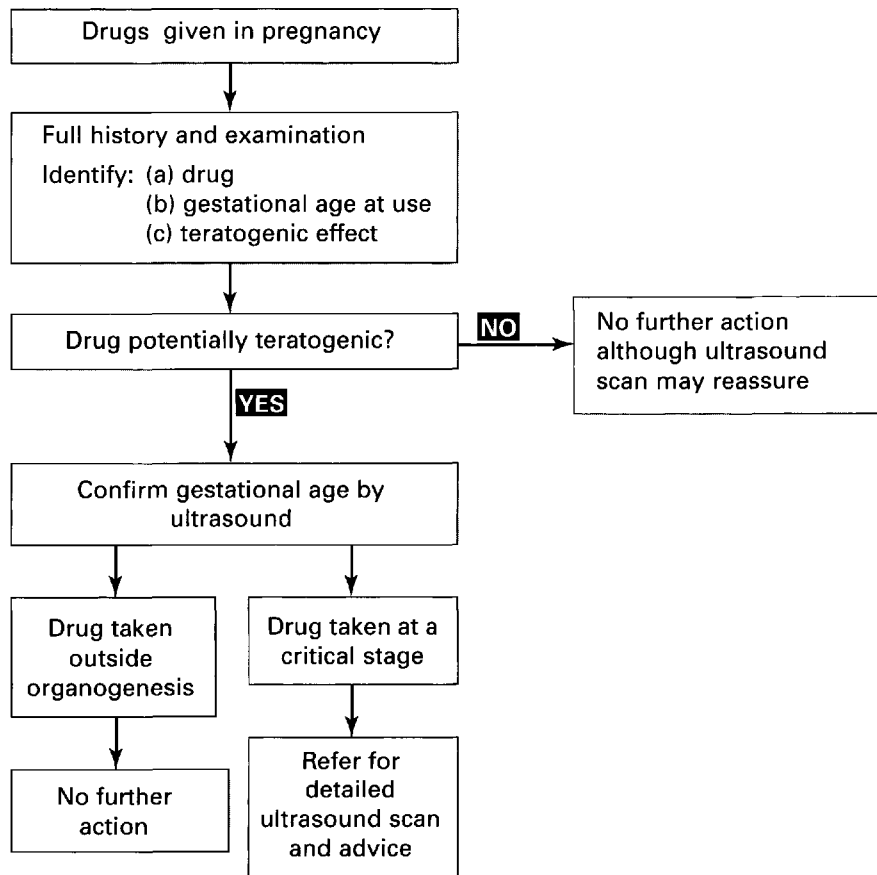 Drugs given in pregnancy
Full history and examination
Identify: (a) drug
(b) gestational age at use
(c) teratogenic effect
Drug potentially teratogenic?
NO
No further action
although ultrasound
scan may reassure
YES
Confirm gestational age by
ultrasound
Drug taken
outside
organogenesis
Drug taken at a
critical stage
No further
action
Refer for
detailed
ultrasound scan
and advice